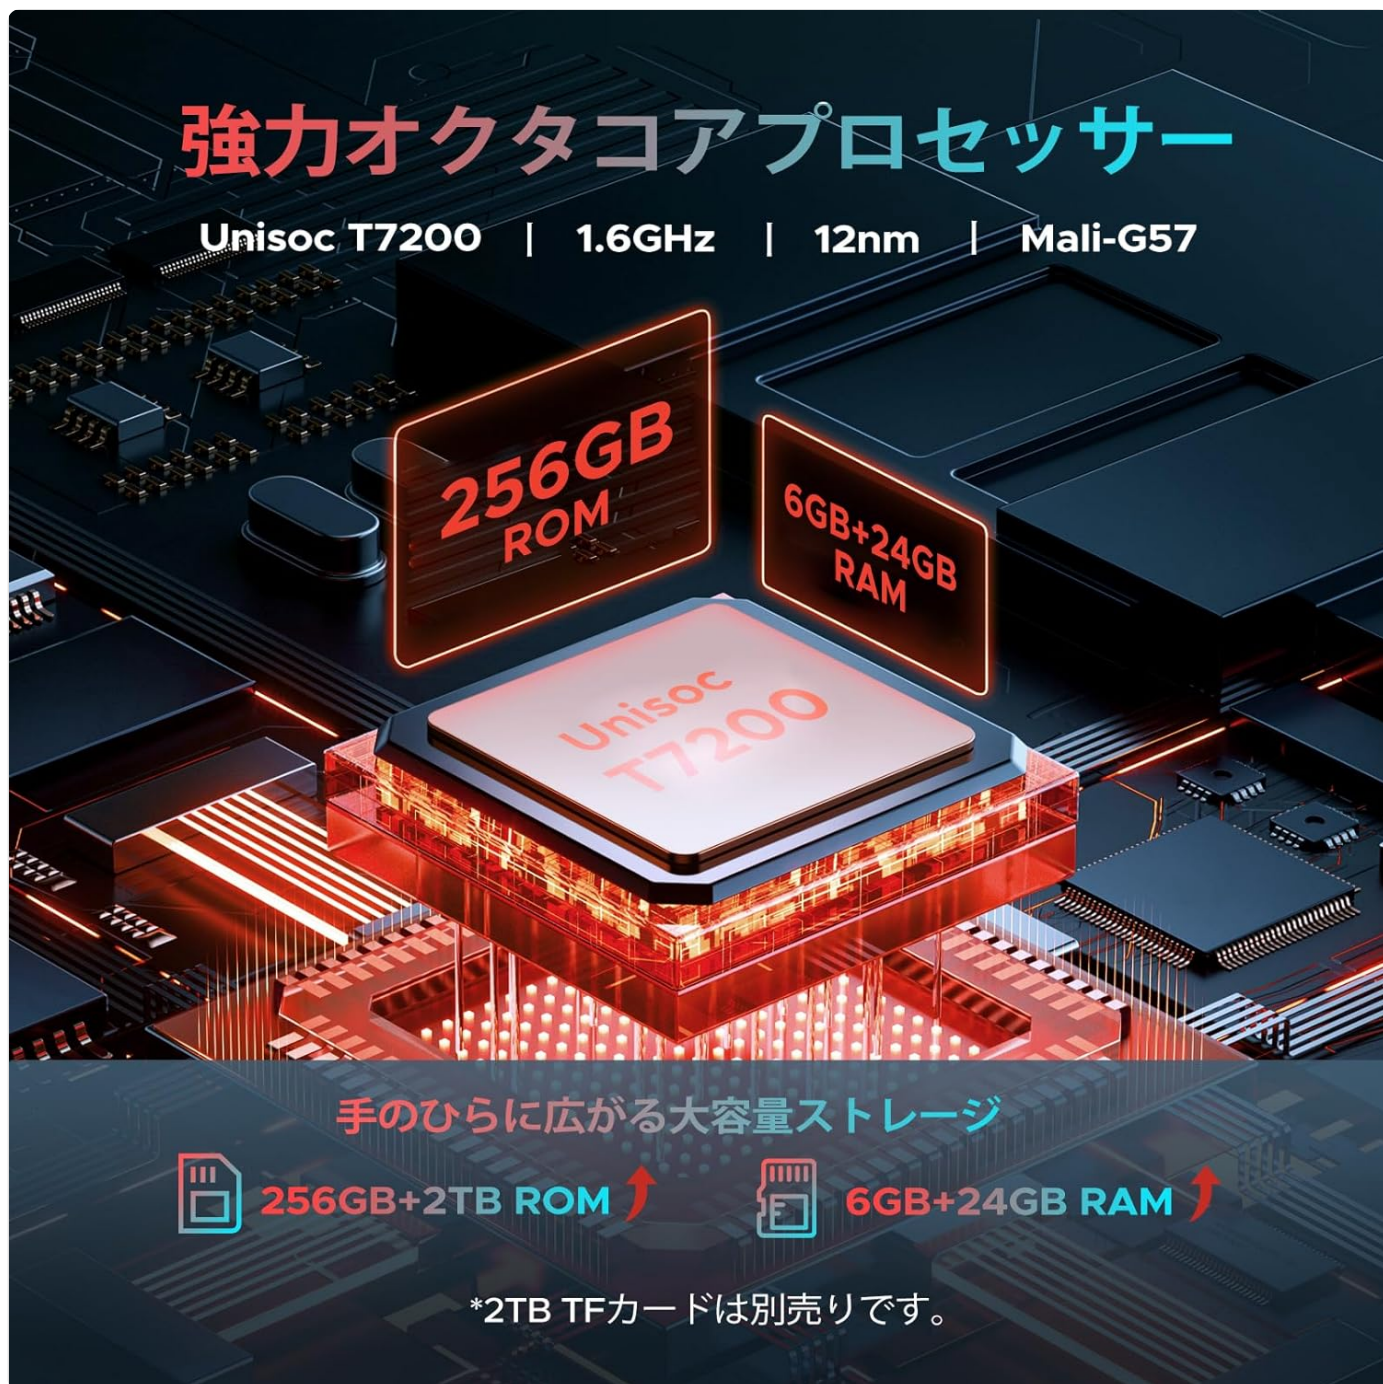 強力オクタコアプロセッサー
Unisoc T7200 | 1.6GHz | 12nm | Mali-G57
256GB
ROM
6GB+24GB
RAM
Unisoc
T7200
手のひらに広がる大容量ストレージ
256GB+2TB ROM
6GB+24GB RAM
*2TB TFカードは別売りです。